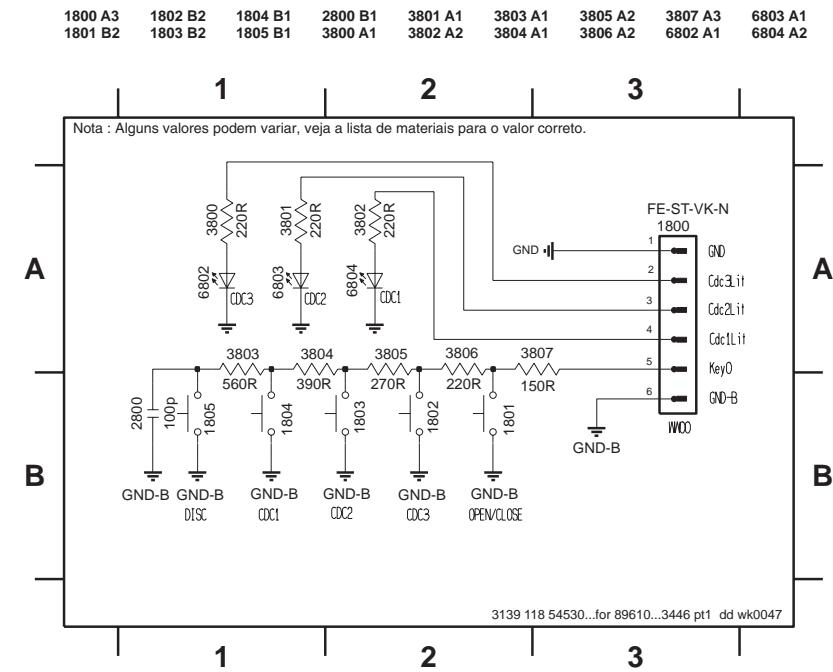 1800 A3 1802 B2 1804 B1 2800 B1 3801 A1 3803 A1 3805 A2 3807 A3 6803 A1
1801 B2 1803 B2 1805 B1 3800 A1 3802 A2 3804 A1 3806 A2 6802 A1 6804 A2
1 2 3
Nota : Alguns valores podem variar, veja a lista de materiais para o valor correto.
A A
3800 220R 3801 220R 3802 220R
FE-ST-VK-N
1800
GND 1 GND
6802 CDC3 6803 CDC2 6804 CDC1
2 Cdc3Lit
3 Cdc2Lit
4 Cdc1Lit
3803 3804 3805 3806 3807 5 Key0
560R 390R 270R 220R 150R
6 GND-B
2800 100p 1805 1804 1803 1802 1801
GND-B
B B
GND-B GND-B GND-B GND-B GND-B GND-B
DISC CDC1 CDC2 CDC3 OPEN/CLOSE
3139 118 54530...for 89610...3446 pt1 dd wk0047
1 2 3